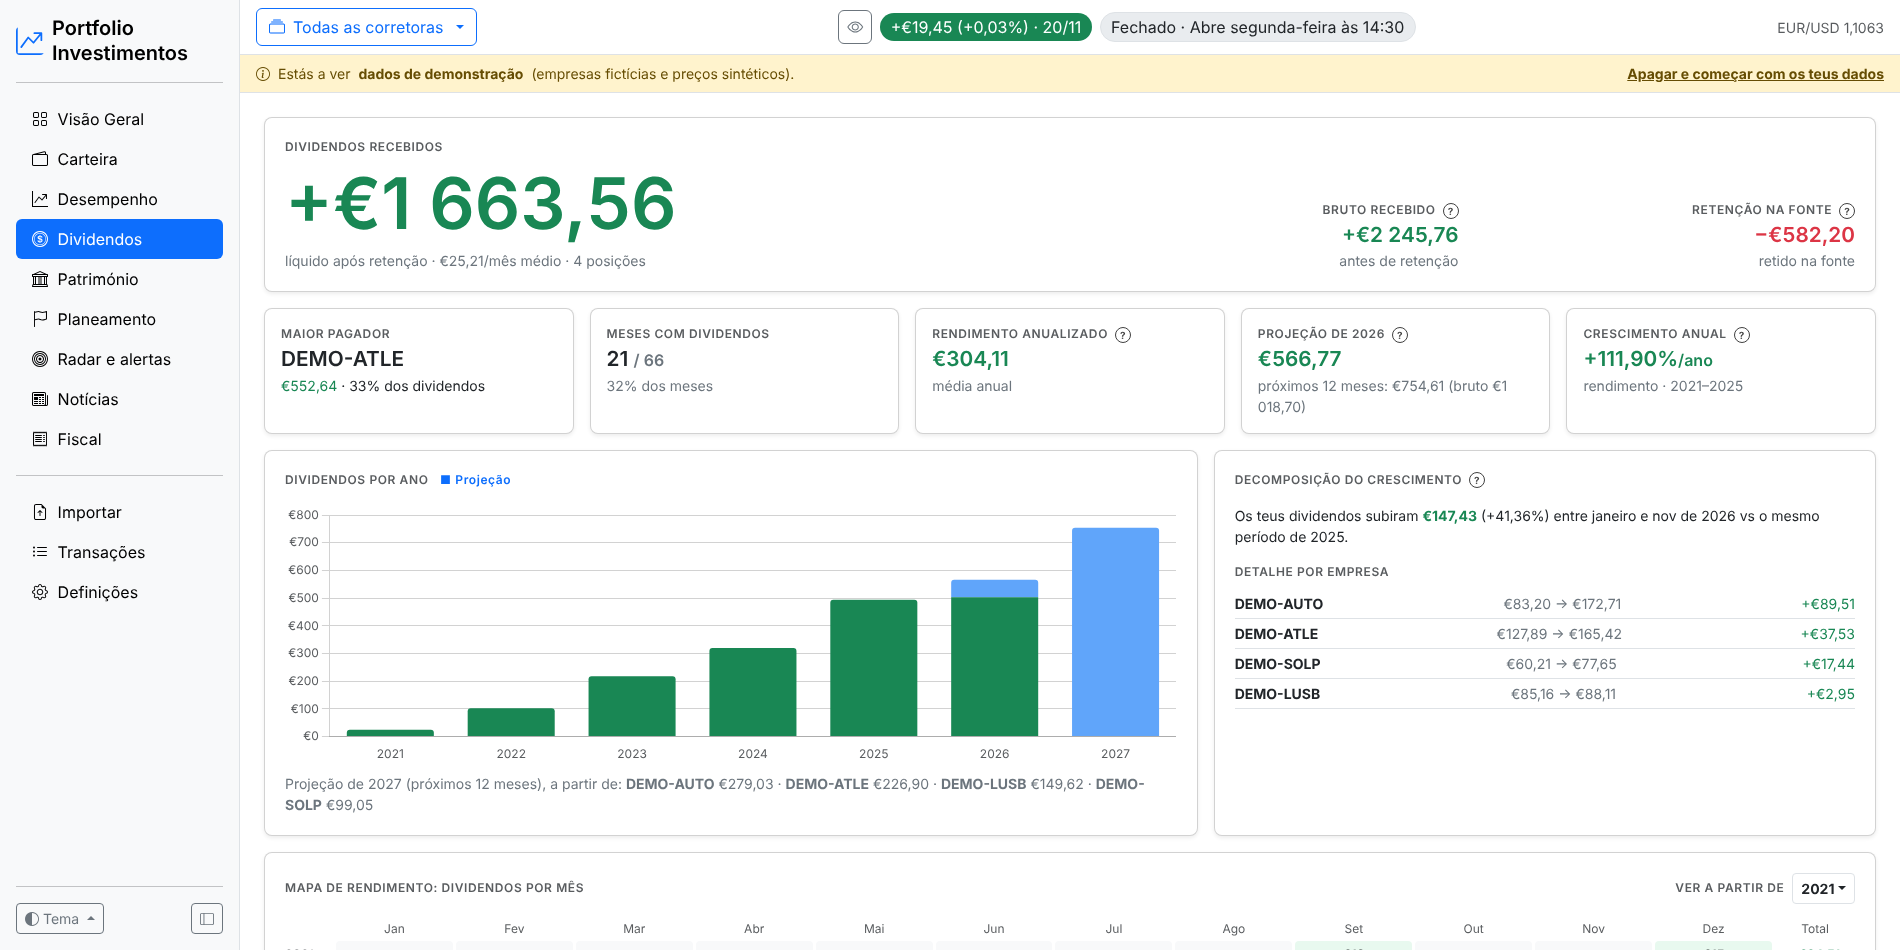 Portfolio
Investimentos
Visão Geral
Carteira
Desempenho
Dividendos
Património
Planeamento
Radar e alertas
Notícias
Fiscal
Importar
Transações
Definições
Tema
Todas as corretoras
+€19,45 (+0,03%) · 20/11
Fechado · Abre segunda-feira às 14:30
EUR/USD 1,1063
Estás a ver dados de demonstração (empresas fictícias e preços sintéticos).
Apagar e começar com os teus dados
DIVIDENDOS RECEBIDOS
+€1 663,56
líquido após retenção · €25,21/mês médio · 4 posições
BRUTO RECEBIDO ?
+€2 245,76
antes de retenção
RETENÇÃO NA FONTE ?
−€582,20
retido na fonte
MAIOR PAGADOR
DEMO-ATLE
€552,64 · 33% dos dividendos
MESES COM DIVIDENDOS
21 / 66
32% dos meses
RENDIMENTO ANUALIZADO ?
€304,11
média anual
PROJEÇÃO DE 2026 ?
€566,77
próximos 12 meses: €754,61 (bruto €1
018,70)
CRESCIMENTO ANUAL ?
+111,90%/ano
rendimento · 2021–2025
DIVIDENDOS POR ANO Projeção
€800
€700
€600
€500
€400
€300
€200
€100
€0
2021 2022 2023 2024 2025 2026 2027
Projeção de 2027 (próximos 12 meses), a partir de: DEMO-AUTO €279,03 · DEMO-ATLE €226,90 · DEMO-LUSB €149,62 · DEMO-
SOLP €99,05
DECOMPOSIÇÃO DO CRESCIMENTO ?
Os teus dividendos subiram €147,43 (+41,36%) entre janeiro e nov de 2026 vs o mesmo
período de 2025.
DETALHE POR EMPRESA
DEMO-AUTO €83,20 → €172,71 +€89,51
DEMO-ATLE €127,89 → €165,42 +€37,53
DEMO-SOLP €60,21 → €77,65 +€17,44
DEMO-LUSB €85,16 → €88,11 +€2,95
MAPA DE RENDIMENTO: DIVIDENDOS POR MÊS
VER A PARTIR DE 2021
Jan Fev Mar Abr Mai Jun Jul Ago Set Out Nov Dez Total